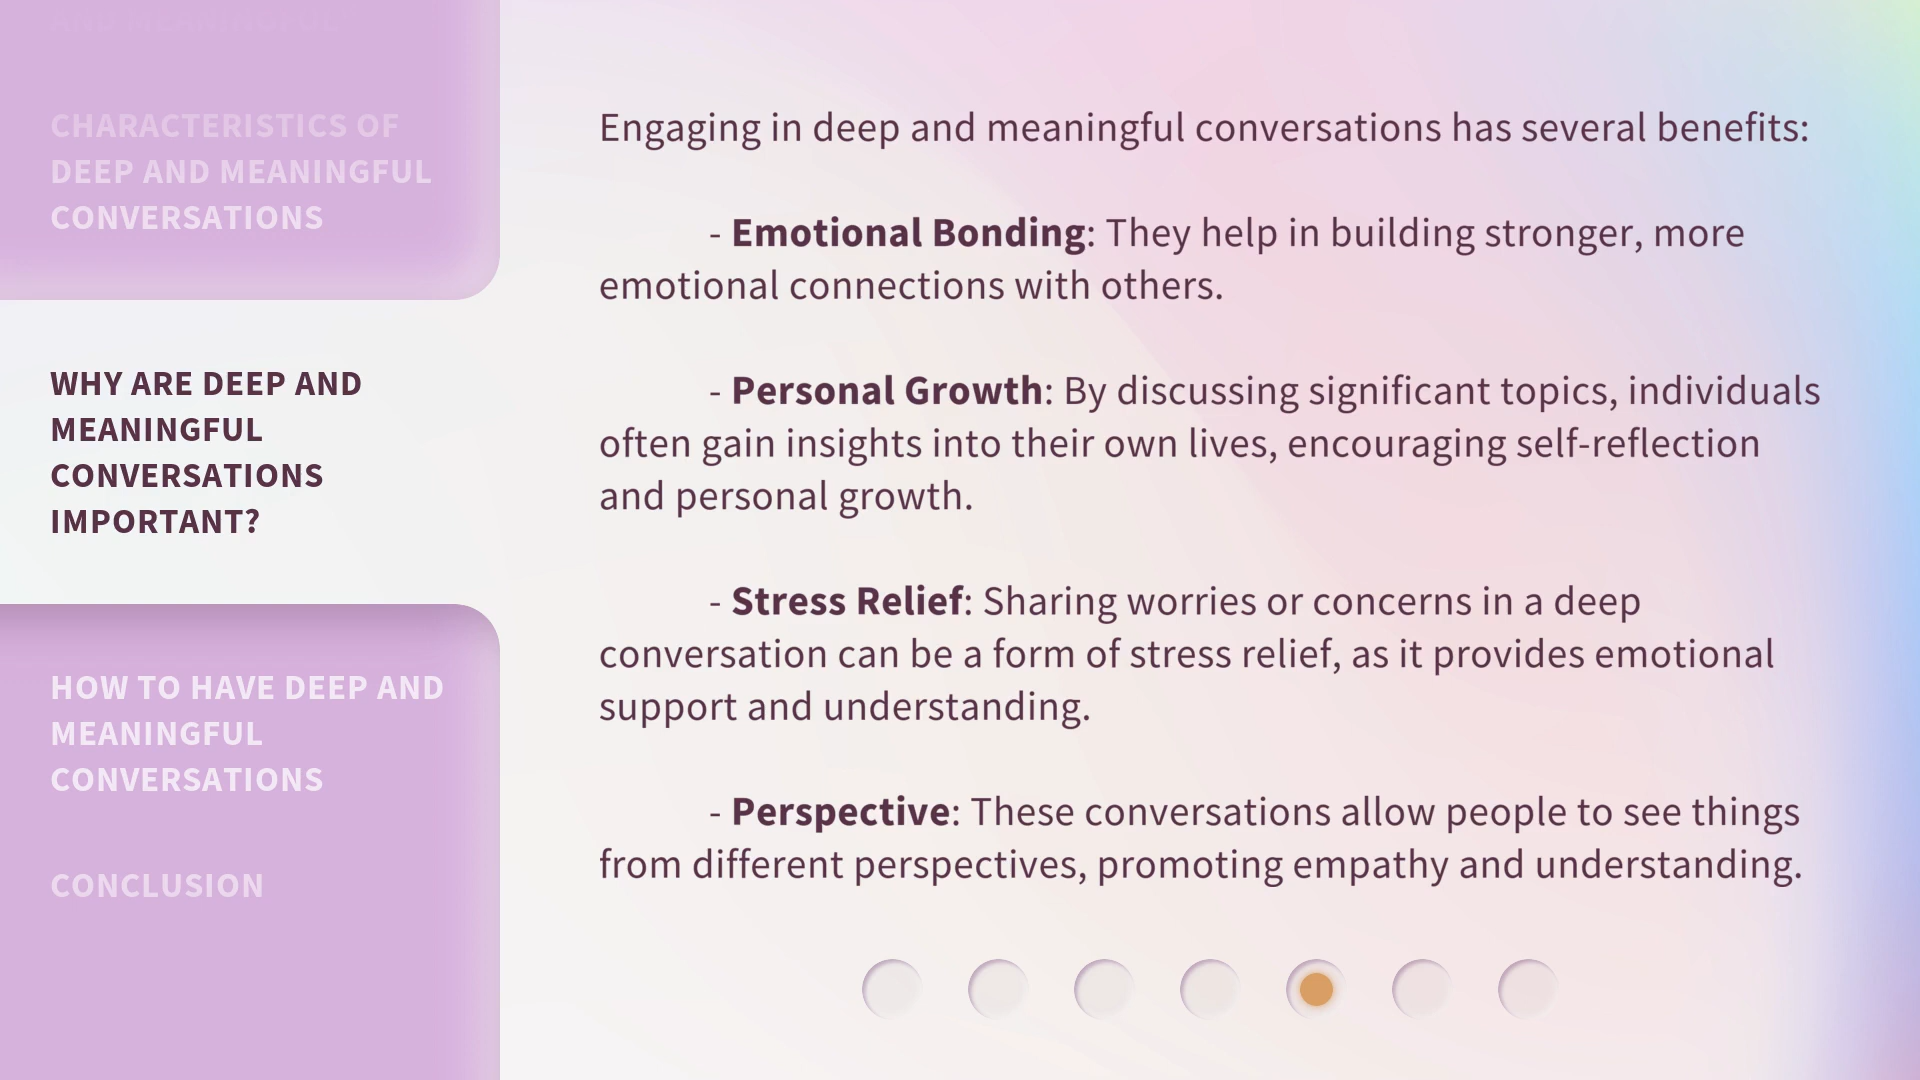 AND MEANINGFUL
CHARACTERISTICS OF
DEEP AND MEANINGFUL
CONVERSATIONS
WHY ARE DEEP AND
MEANINGFUL
CONVERSATIONS
IMPORTANT?
HOW TO HAVE DEEP AND
MEANINGFUL
CONVERSATIONS
CONCLUSION
Engaging in deep and meaningful conversations has several benefits:
- Emotional Bonding: They help in building stronger, more
emotional connections with others.
- Personal Growth: By discussing significant topics, individuals
often gain insights into their own lives, encouraging self-reflection
and personal growth.
- Stress Relief: Sharing worries or concerns in a deep
conversation can be a form of stress relief, as it provides emotional
support and understanding.
- Perspective: These conversations allow people to see things
from different perspectives, promoting empathy and understanding.